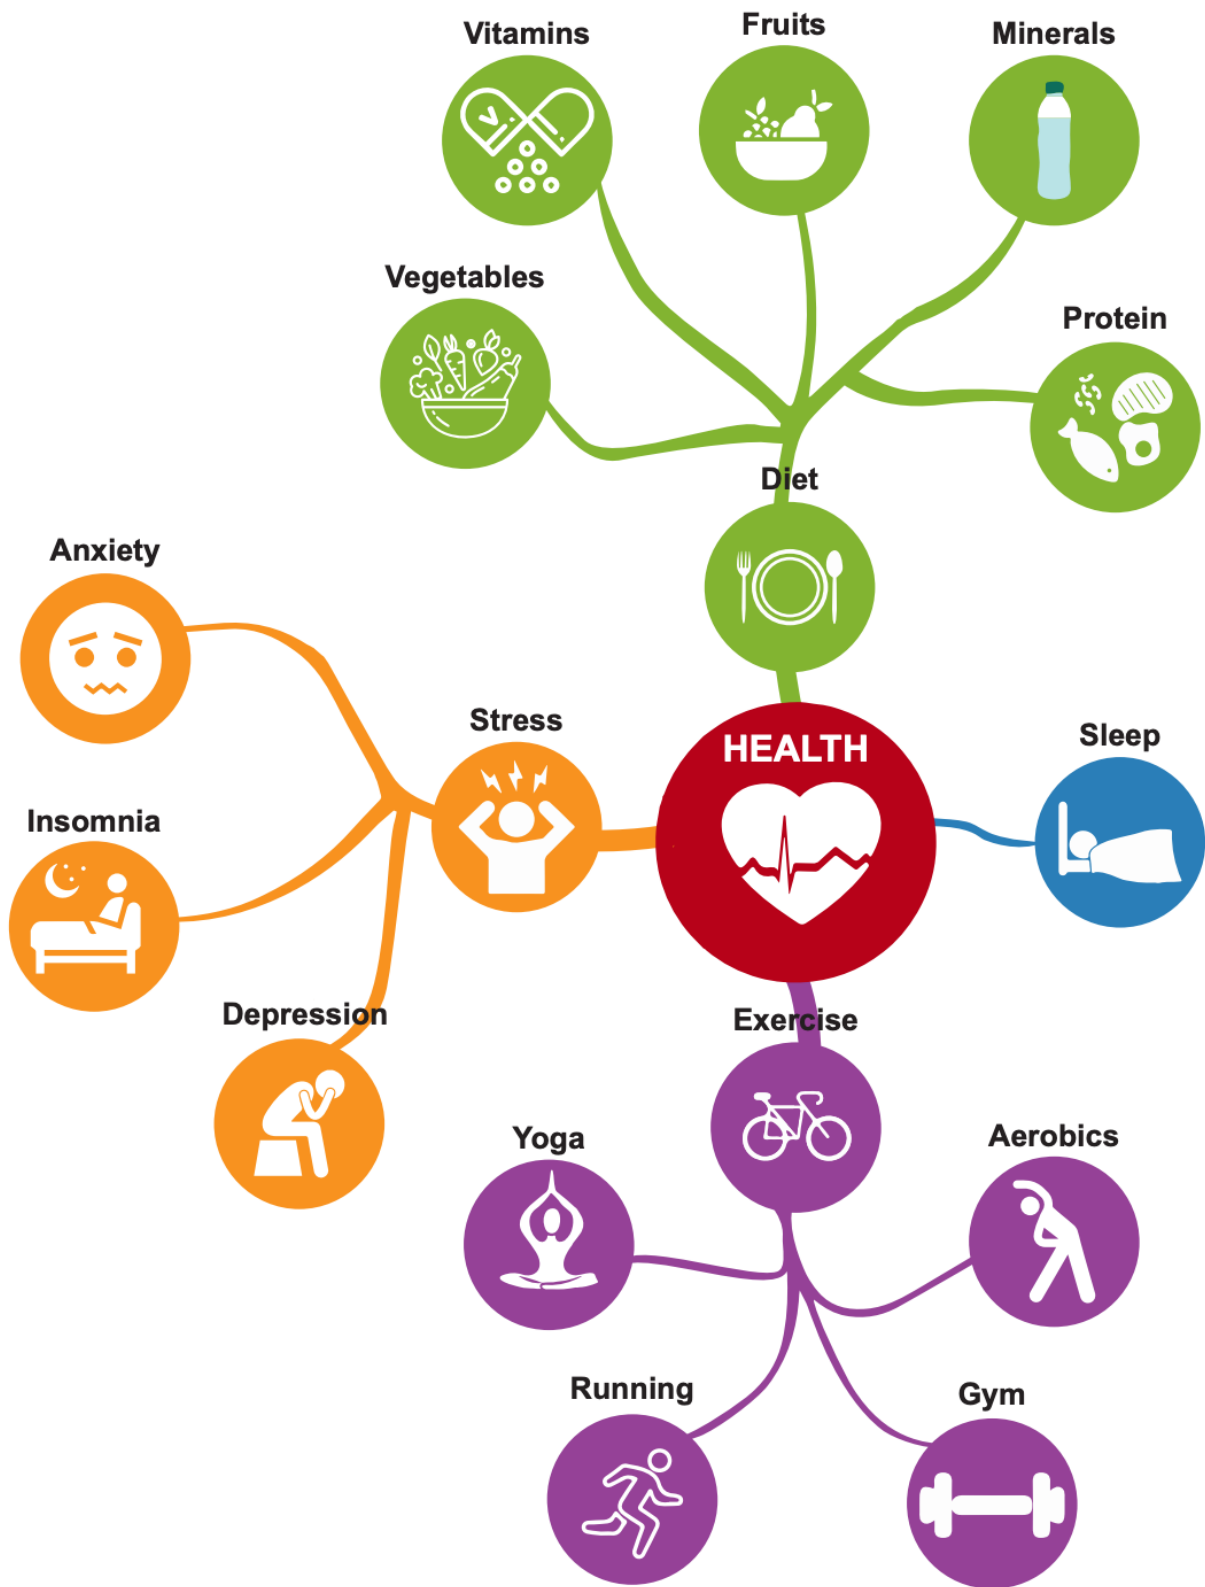 Vitamins
Fruits
Minerals
V
Vegetables
Protein
Diet
Anxiety
Stress
HEALTH
Sleep
Insomnia
Depression
Exercise
Yoga
Aerobics
Running
Gym